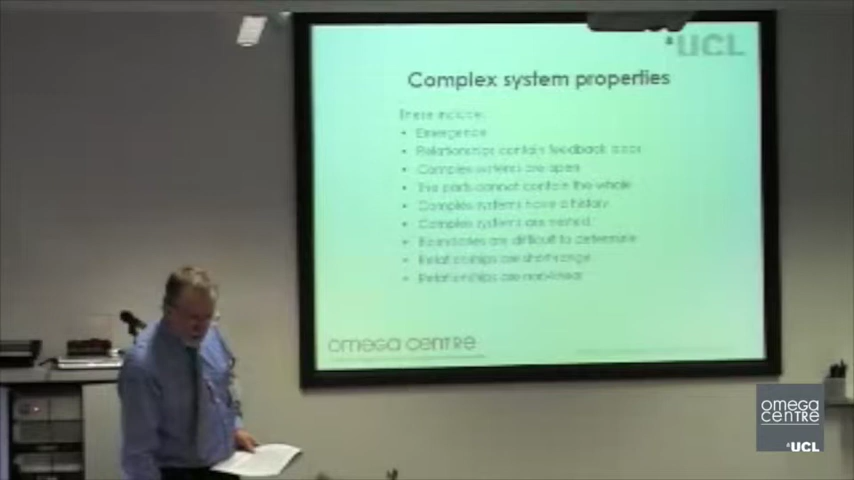 UCL
Complex system properties
These include:
• Emergence
• Relationships contain feedback loops
• Complex systems are open
• The parts cannot contain the whole
• Complex systems have a history
• Complex systems are nested
• Boundaries are difficult to determine
• Relationships are short-range
• Relationships are non-linear
omega centre
omega
centre
UCL